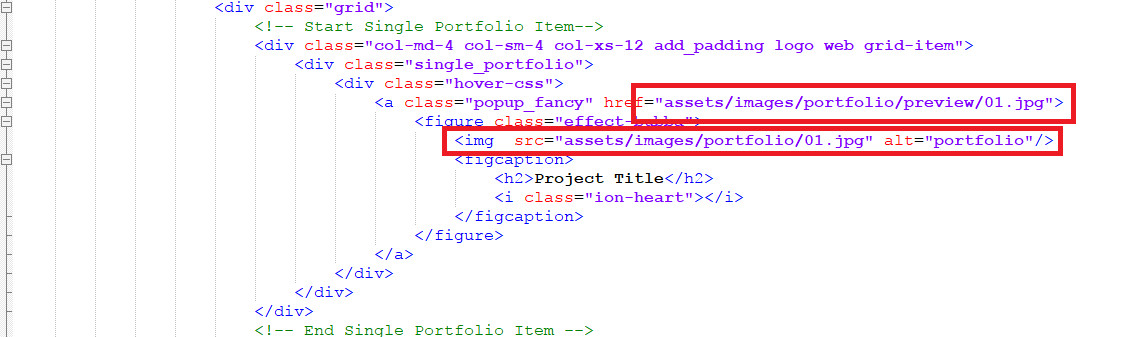 <div class="grid">
<!-- Start Single Portfolio Item-->
<div class="col-md-4 col-sm-4 col-xs-12 add_padding logo web grid-item">
<div class="single_portfolio">
<div class="hover-css">
<a class="popup_fancy" href="assets/images/portfolio/preview/01.jpg">
<figure class="effect-bubba">
<img  src="assets/images/portfolio/01.jpg" alt="portfolio"/>
<figcaption>
<h2>Project Title</h2>
<i class="ion-heart"></i>
</figcaption>
</figure>
</a>
</div>
</div>
</div>
<!-- End Single Portfolio Item -->